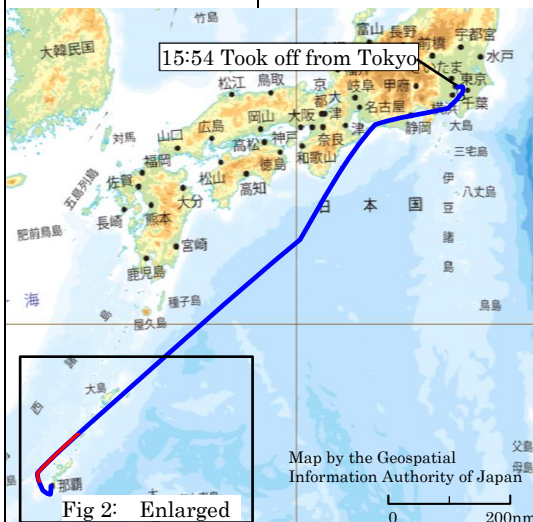 竹島
富山
長野
宇都宮
前橋
水戸
大韓民国
15:54 Took off from Tokyo
いたま
東京
松江
鳥取
京都
岐阜
甲府
横浜
千葉
大津
名古屋
岡山
大阪
静岡
大島
広島
神戸
津
対馬
山口
高松
奈良
三宅島
和歌山
福岡
徳島
五島列島
佐賀
松山
高知
伊豆諸島
八丈島
大分
長崎
熊本
日本国
肥前鳥島
宮崎
鹿児島
海
種子島
鳥島
屋久島
島
諸
西
大島
Map by the Geospatial
Information Authority of Japan
父島
母島
那覇
Fig 2: Enlarged
0 200nm